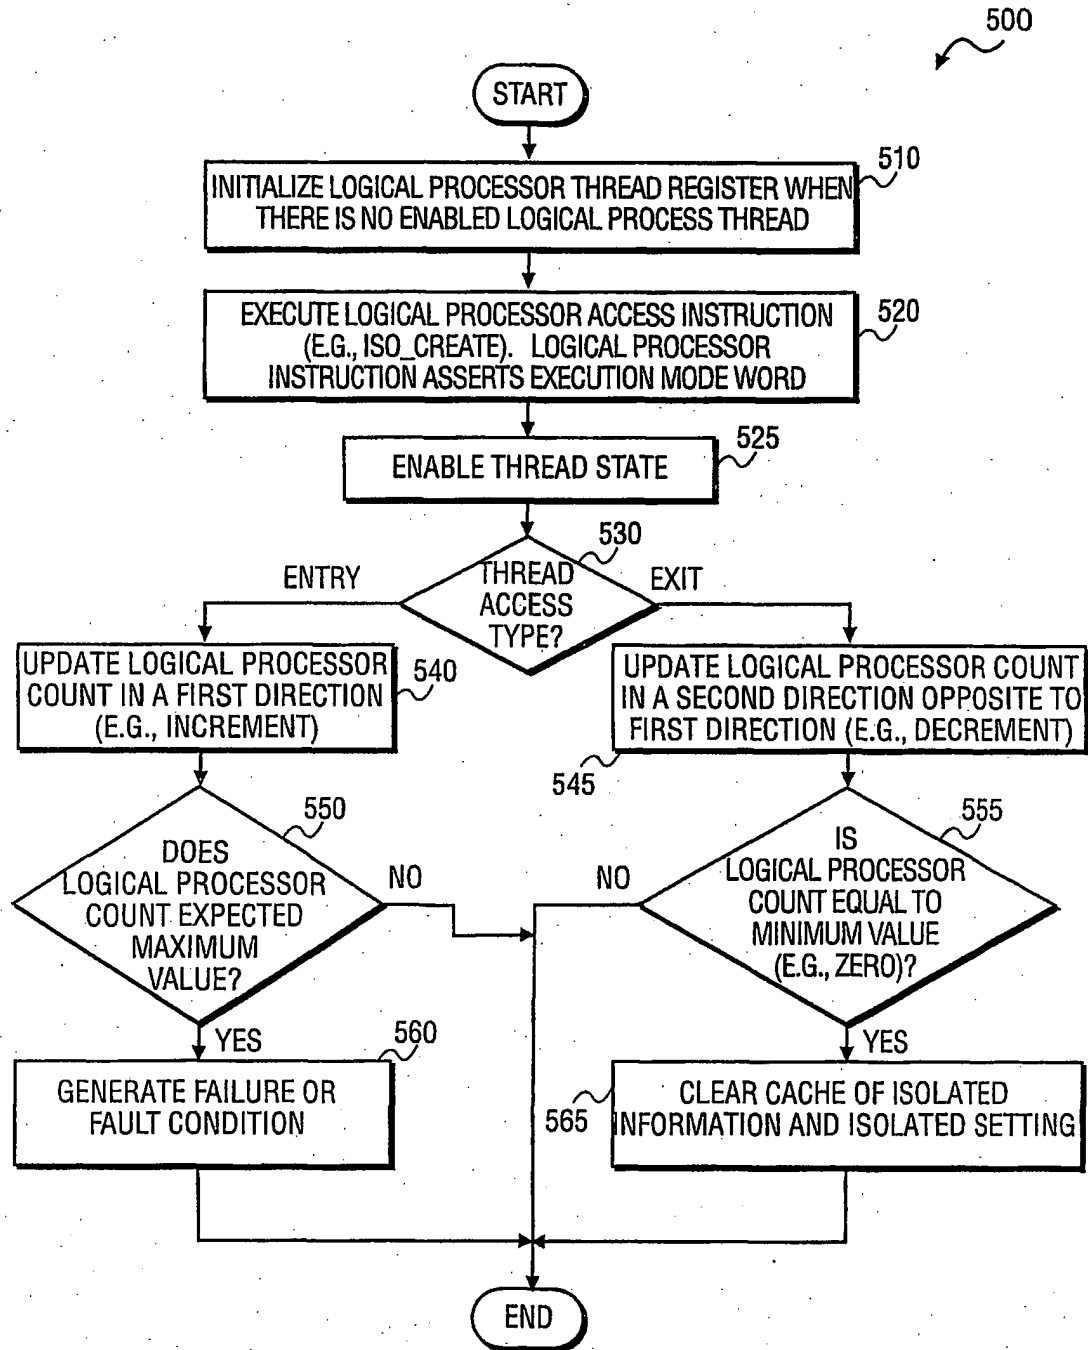 500
START
510
INITIALIZE LOGICAL PROCESSOR THREAD REGISTER WHEN
THERE IS NO ENABLED LOGICAL PROCESS THREAD
520
EXECUTE LOGICAL PROCESSOR ACCESS INSTRUCTION
(E.G., ISO_CREATE). LOGICAL PROCESSOR
INSTRUCTION ASSERTS EXECUTION MODE WORD
525
ENABLE THREAD STATE
530
THREAD
ACCESS
TYPE?
ENTRY
EXIT
UPDATE LOGICAL PROCESSOR
COUNT IN A FIRST DIRECTION
(E.G., INCREMENT)
540
UPDATE LOGICAL PROCESSOR COUNT
IN A SECOND DIRECTION OPPOSITE TO
FIRST DIRECTION (E.G., DECREMENT)
545
550
DOES
LOGICAL PROCESSOR
COUNT EXPECTED
MAXIMUM
VALUE?
NO
555
IS
LOGICAL PROCESSOR
COUNT EQUAL TO
MINIMUM VALUE
(E.G., ZERO)?
NO
YES
560
GENERATE FAILURE OR
FAULT CONDITION
YES
565
CLEAR CACHE OF ISOLATED
INFORMATION AND ISOLATED SETTING
END